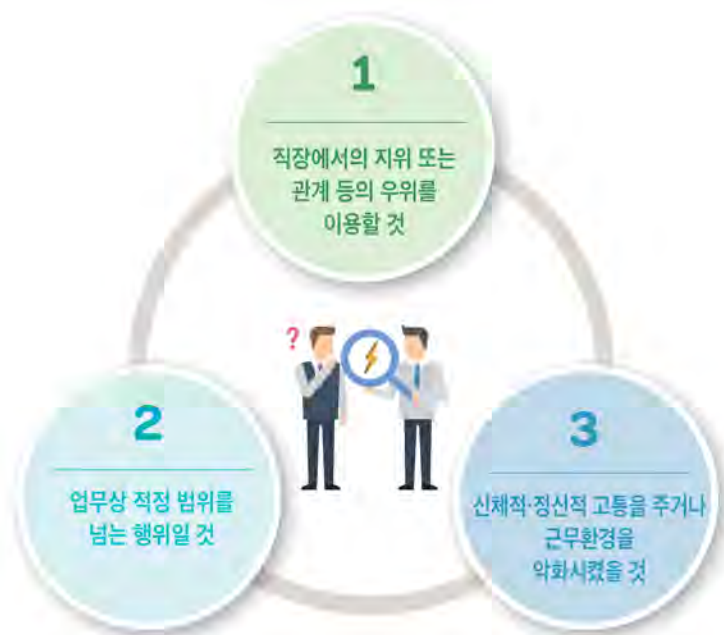 1
직장에서의 지위 또는
관계 등의 우위를
이용할 것
?
2
업무상 적정 범위를
넘는 행위일 것
3
신체적·정신적 고통을 주거나
근무환경을
악화시켰을 것